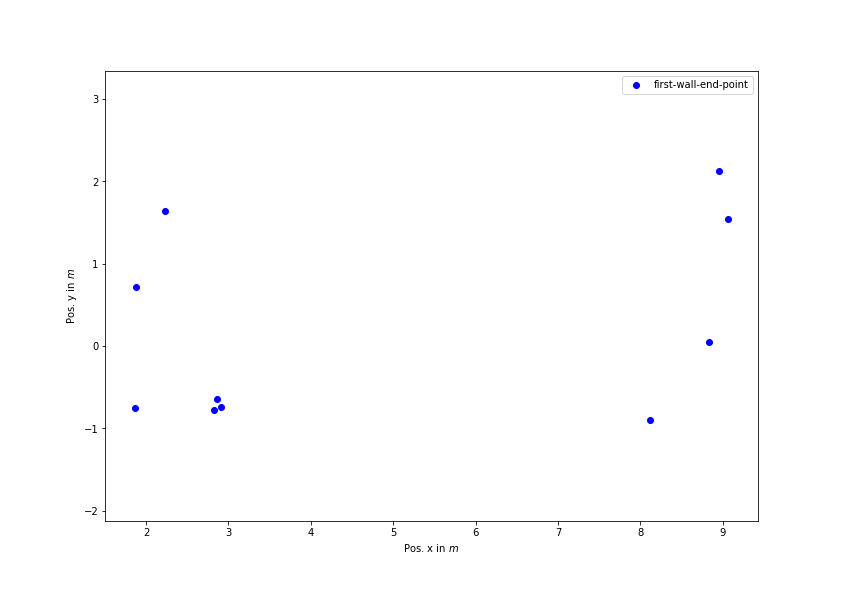 first-wall-end-point
3
2
1
0
−1
−2
Pos. y in m
2 3 4 5 6 7 8 9
Pos. x in m